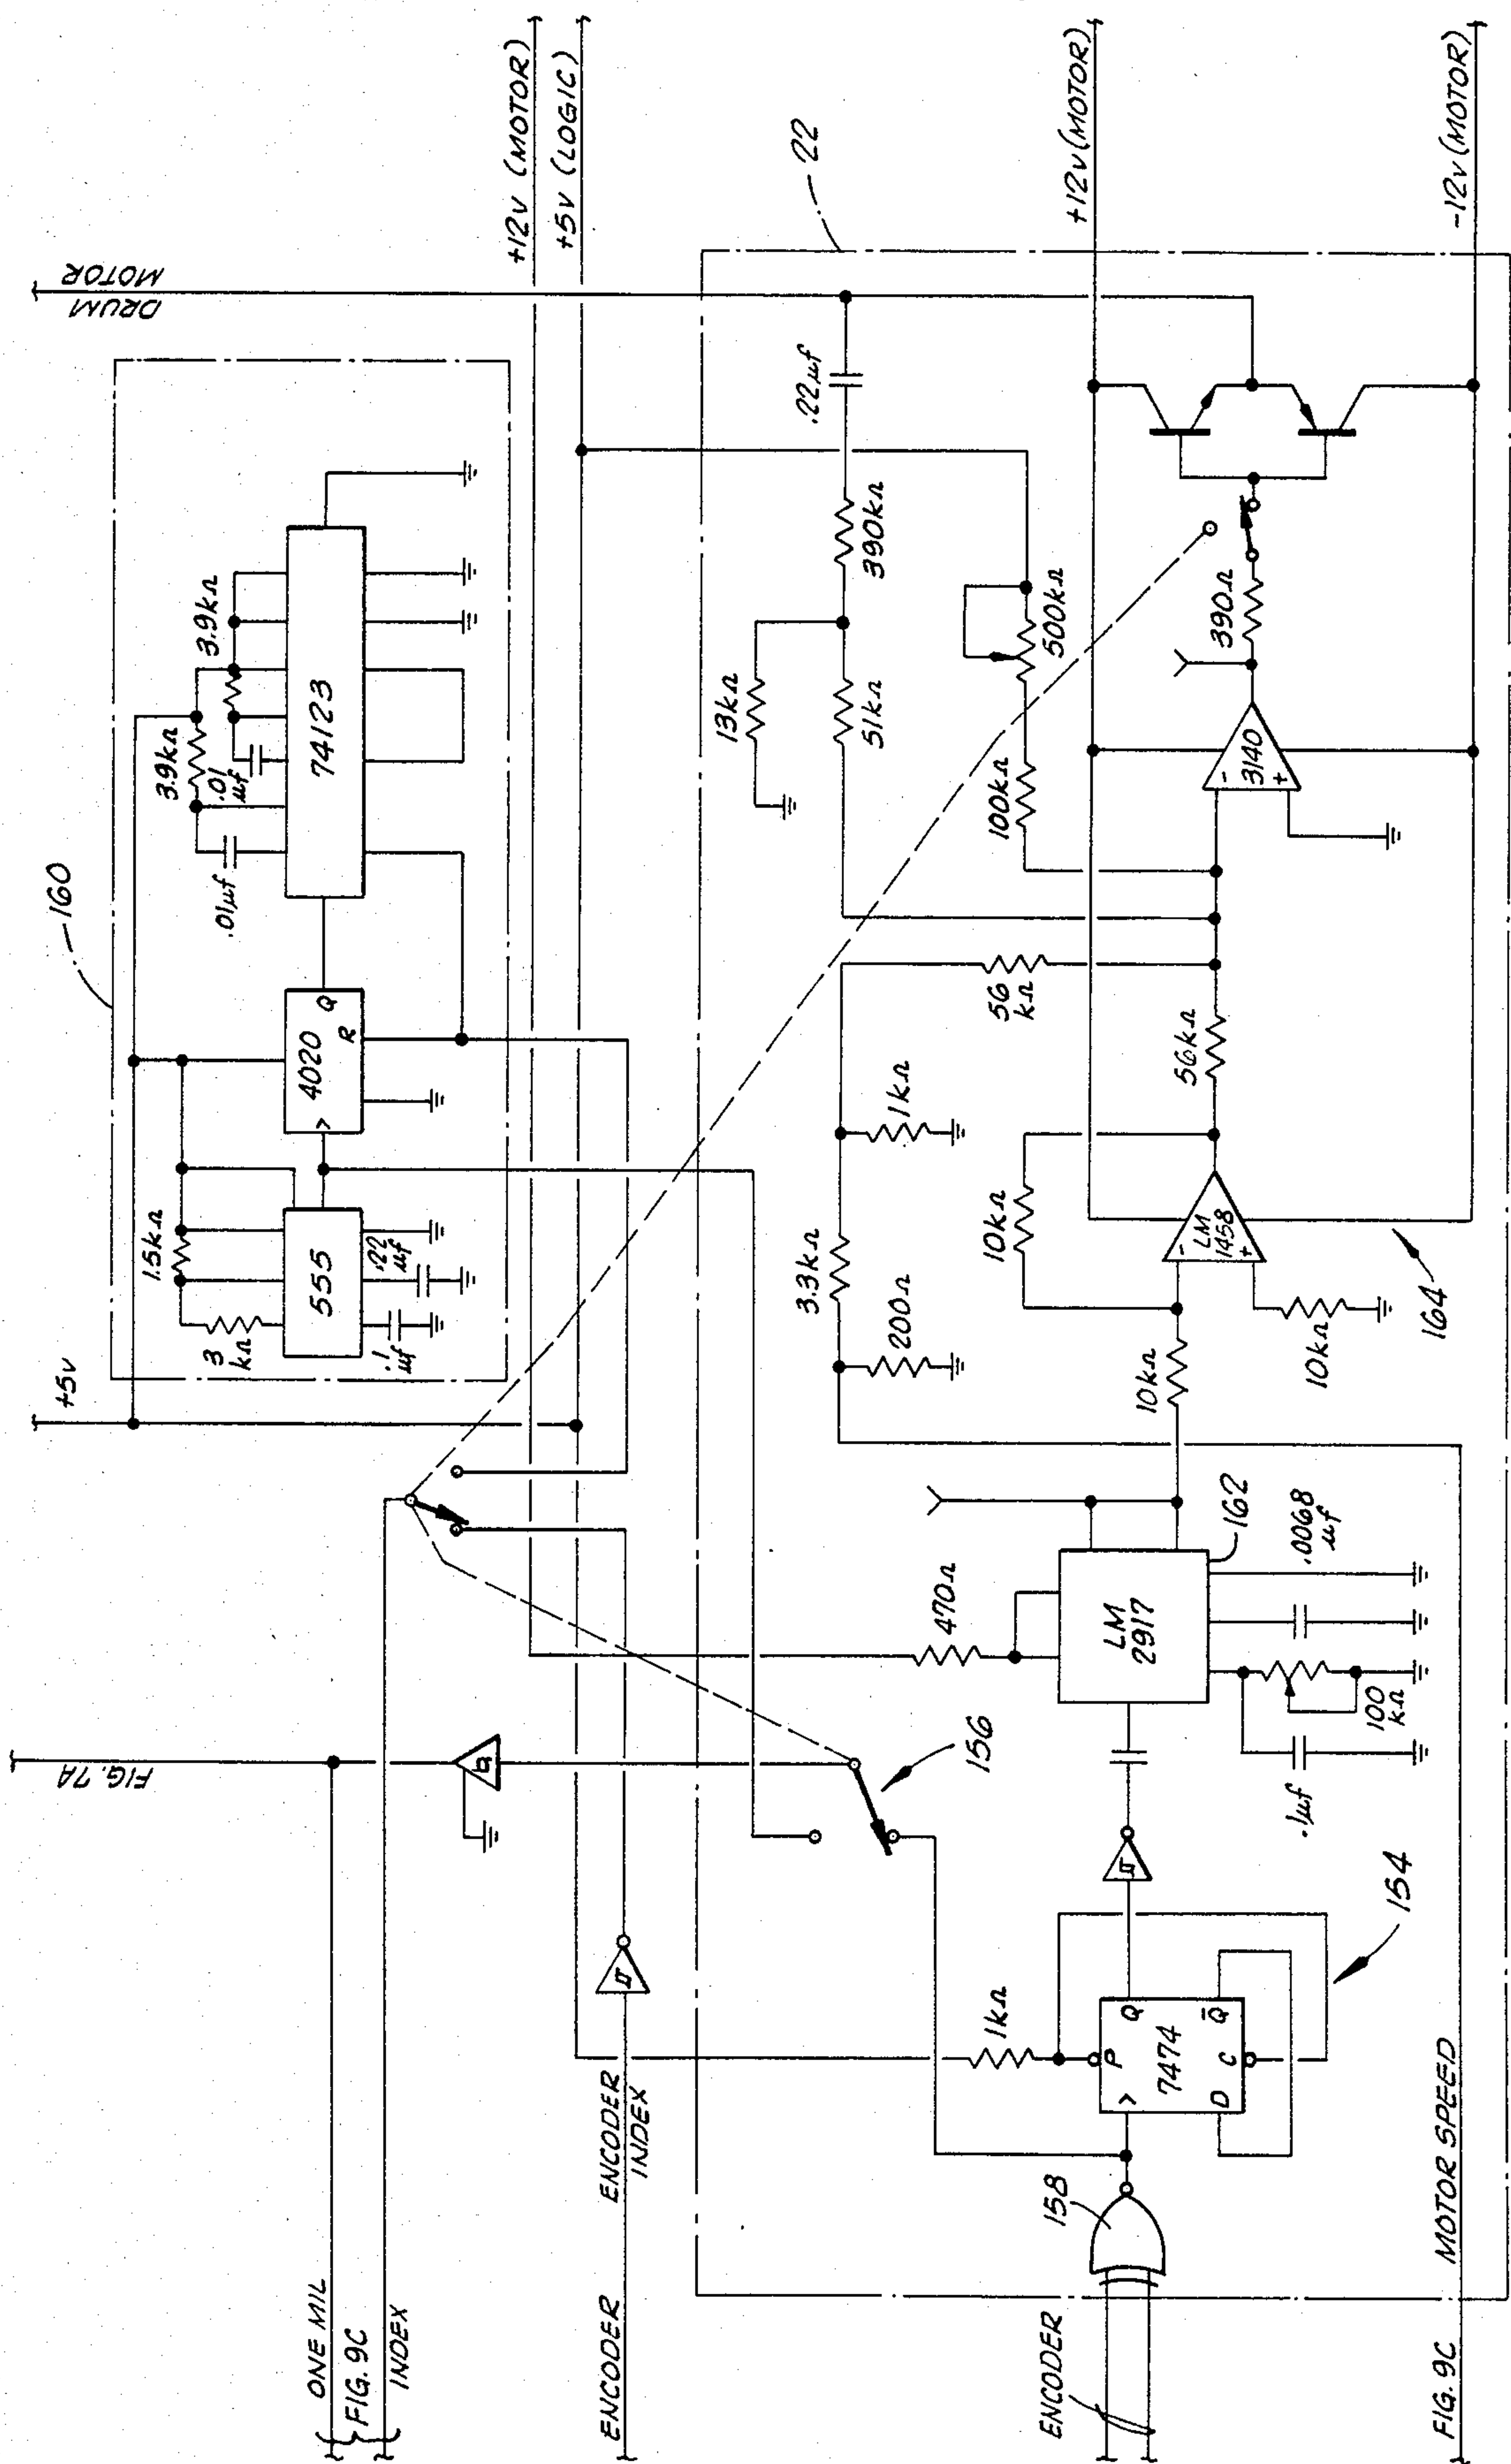 DRUM
MOTOR
+12V (MOTOR)
+5V (LOGIC)
160
3.9kΩ
3.9kΩ
.01
µf
.01µf
74123
4020
Q
R
1.5kΩ
3
kΩ
555
.22
µf
.1
µf
+5V
FIG. 7A
ONE MIL
FIG. 9C
INDEX
ENCODER
ENCODER
INDEX
22
.22µf
390kΩ
13kΩ
51kΩ
500kΩ
100kΩ
56
kΩ
1kΩ
3.3kΩ
200Ω
+12V (MOTOR)
-12V (MOTOR)
390Ω
-
3140
+
56kΩ
10kΩ
-
LM
1458
+
164
10kΩ
10kΩ
470Ω
LM
2917
162
.0068
µf
100
kΩ
.1µf
156
1kΩ
P
Q
7474
D
C
Q̅
154
158
ENCODER
FIG. 9C
MOTOR SPEED